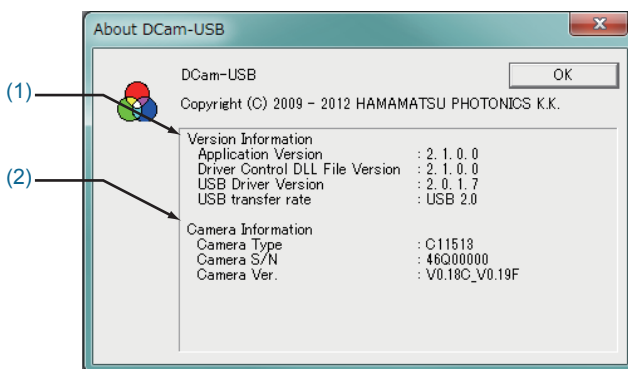 About DCam-USB
DCam-USB
OK
Copyright (C) 2009 - 2012 HAMAMATSU PHOTONICS K.K.
(1)
Version Information
Application Version : 2. 1. 0. 0
Driver Control DLL File Version : 2. 1. 0. 0
USB Driver Version : 2. 0. 1. 7
USB transfer rate : USB 2.0
(2)
Camera Information
Camera Type : C11513
Camera S/N : 46Q00000
Camera Ver. : V0.18C_V0.19F